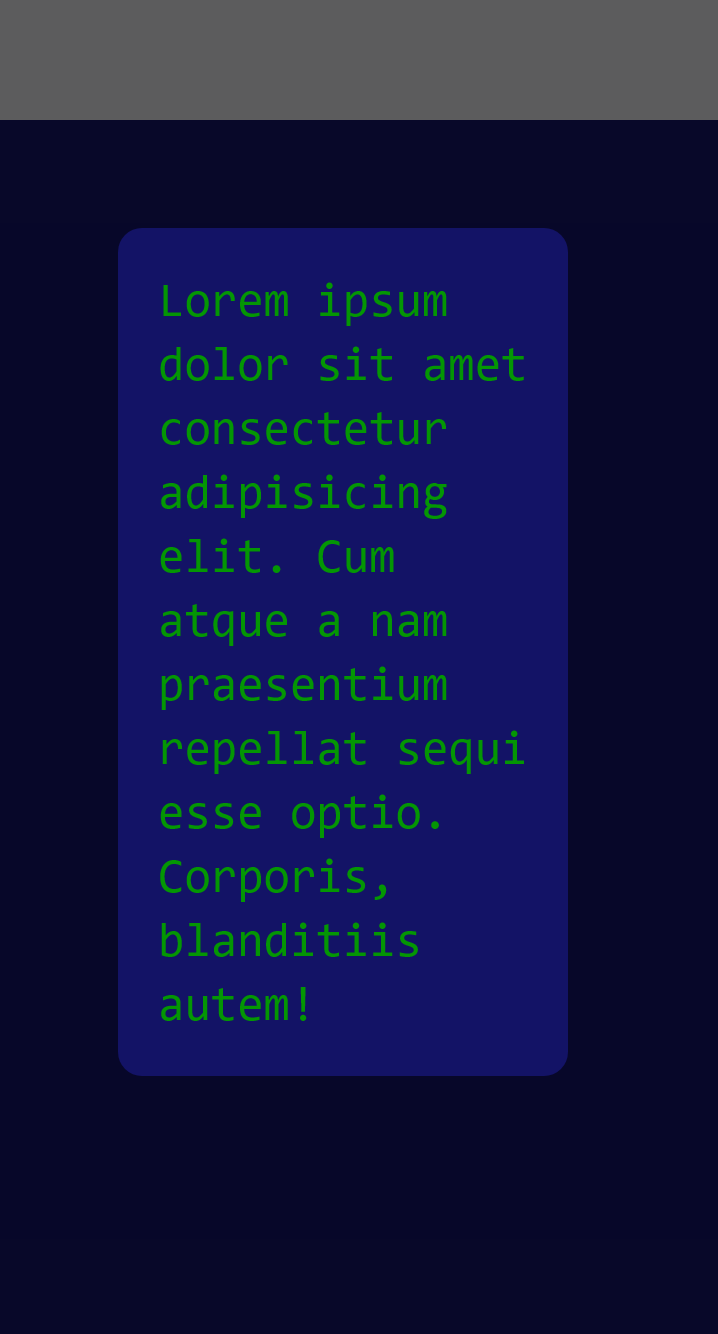 Lorem ipsum
dolor sit amet
consectetur
adipisicing
elit. Cum
atque a nam
praesentium
repellat sequi
esse optio.
Corporis,
blanditiis
autem!